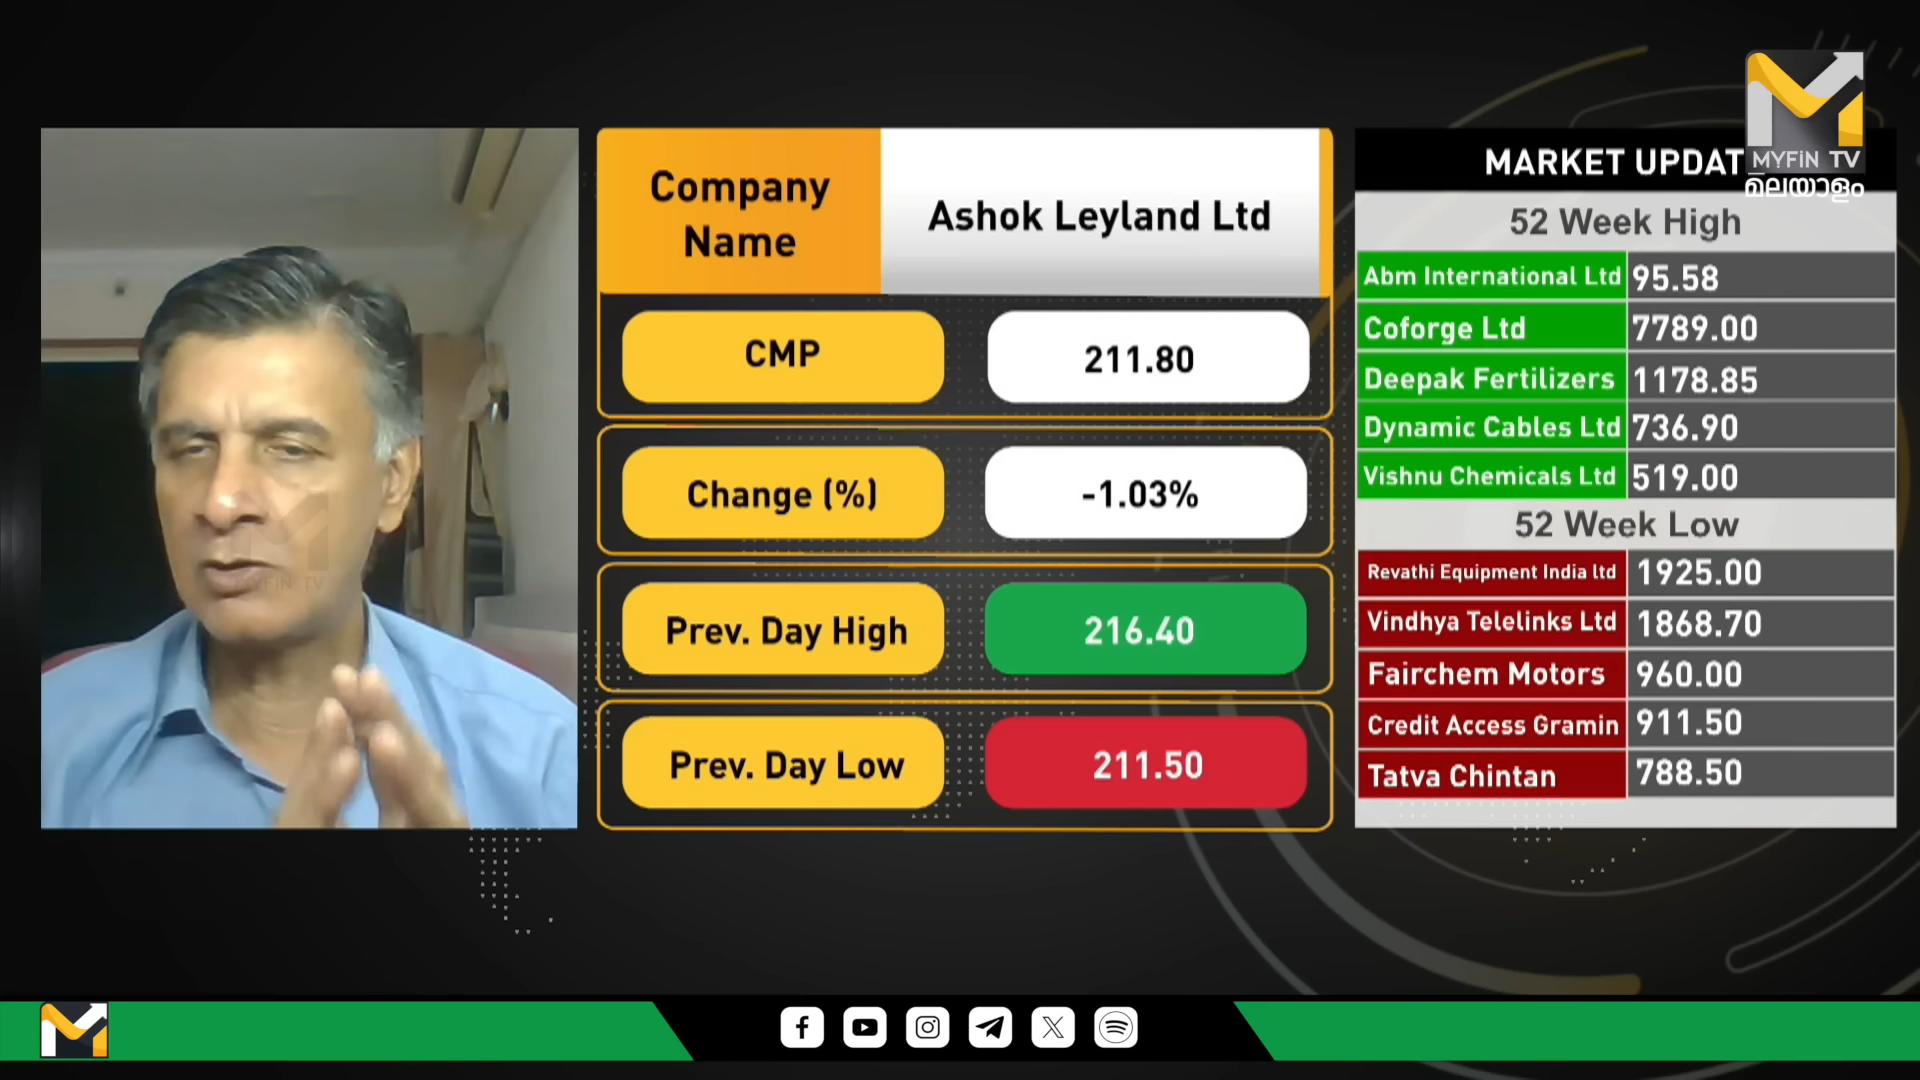 Company
Name
Ashok Leyland Ltd
CMP
211.80
Change (%)
-1.03%
Prev. Day High
216.40
Prev. Day Low
211.50
MARKET UPDAT
MYFiN TV
മലയാളം
52 Week High
Abm International Ltd 95.58
Coforge Ltd 7789.00
Deepak Fertilizers 1178.85
Dynamic Cables Ltd 736.90
Vishnu Chemicals Ltd 519.00
52 Week Low
Revathi Equipment India ltd 1925.00
Vindhya Telelinks Ltd 1868.70
Fairchem Motors 960.00
Credit Access Gramin 911.50
Tatva Chintan 788.50
MYFiN TV